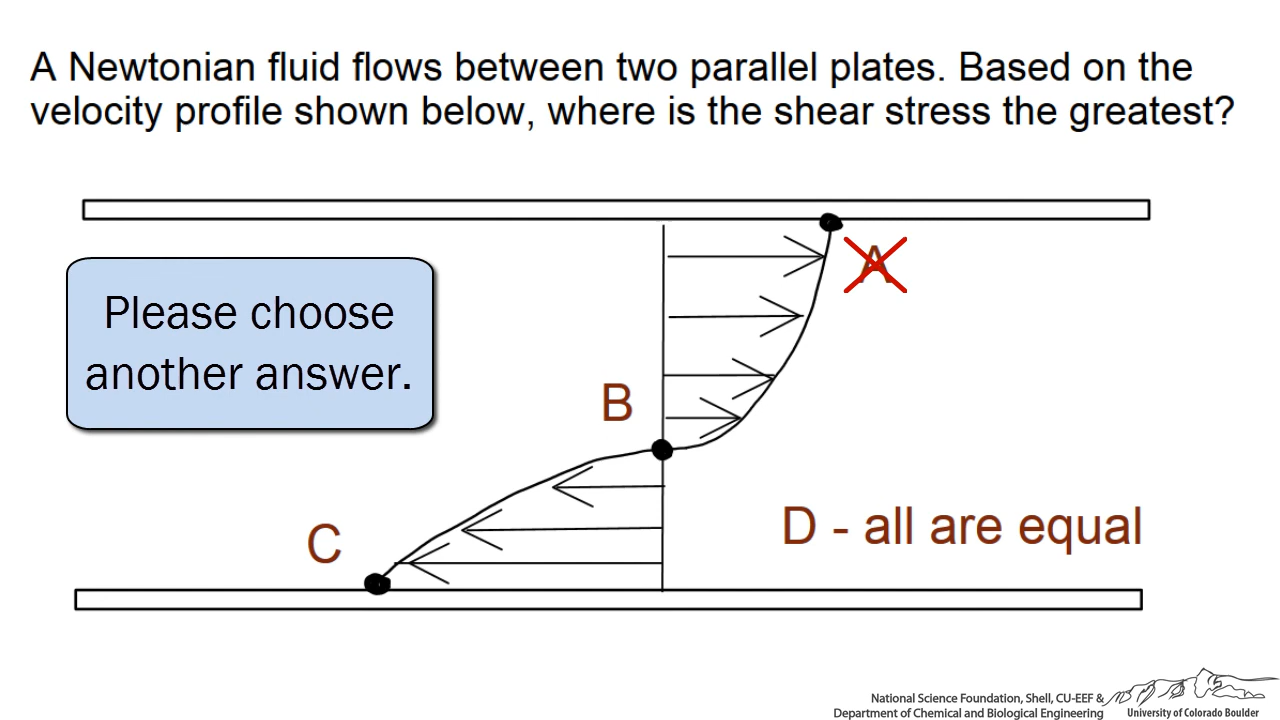 A Newtonian fluid flows between two parallel plates. Based on the
velocity profile shown below, where is the shear stress the greatest?
Please choose
another answer.
A
B
C
D - all are equal
National Science Foundation, Shell, CU-EEF &
Department of Chemical and Biological Engineering
University of Colorado Boulder